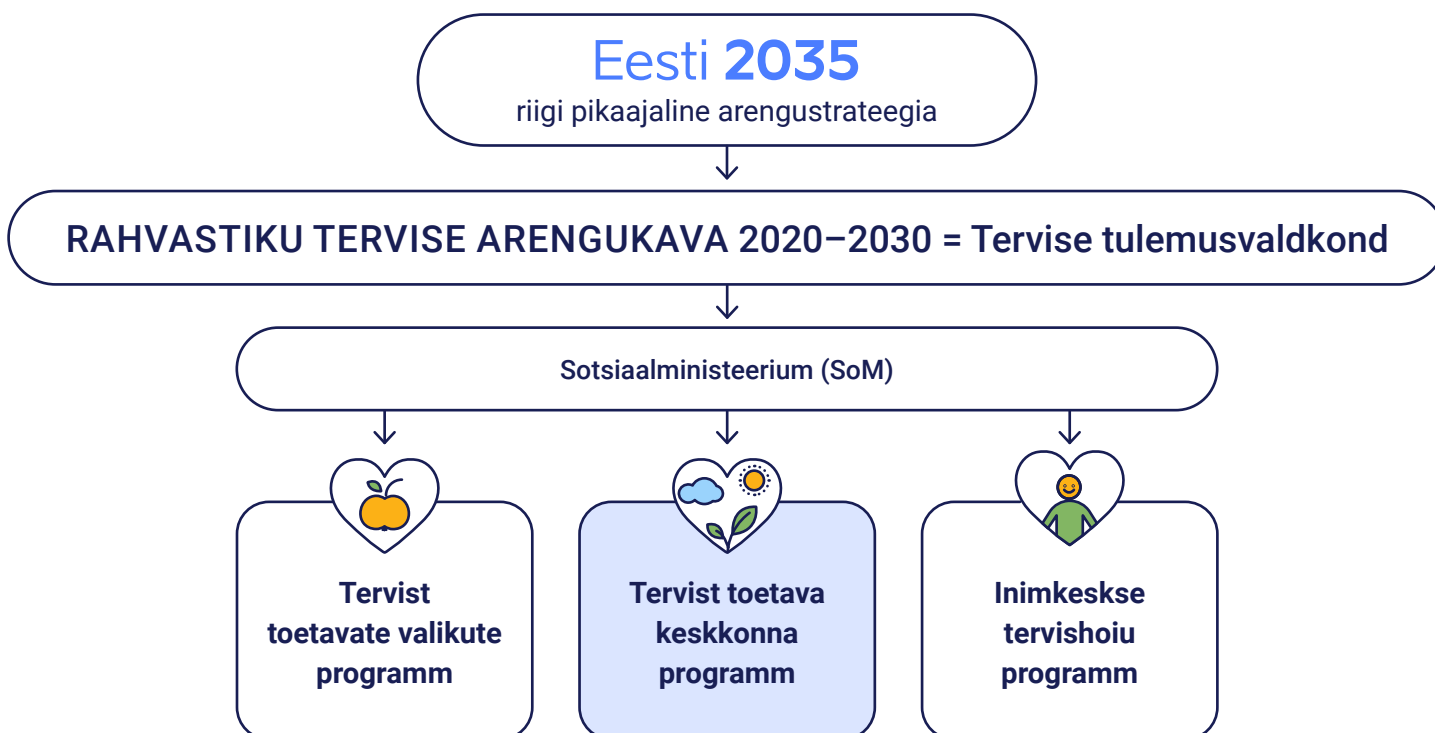 Eesti 2035
riigi pikaajaline arengustrateegia
RAHVASTIKU TERVISE ARENGUKAVA 2020–2030 = Tervise tulemusvaldkond
Sotsiaalministeerium (SoM)
Tervist
toetavate valikute
programm
Tervist toetava
keskkonna
programm
Inimkeskse
tervishoiu
programm